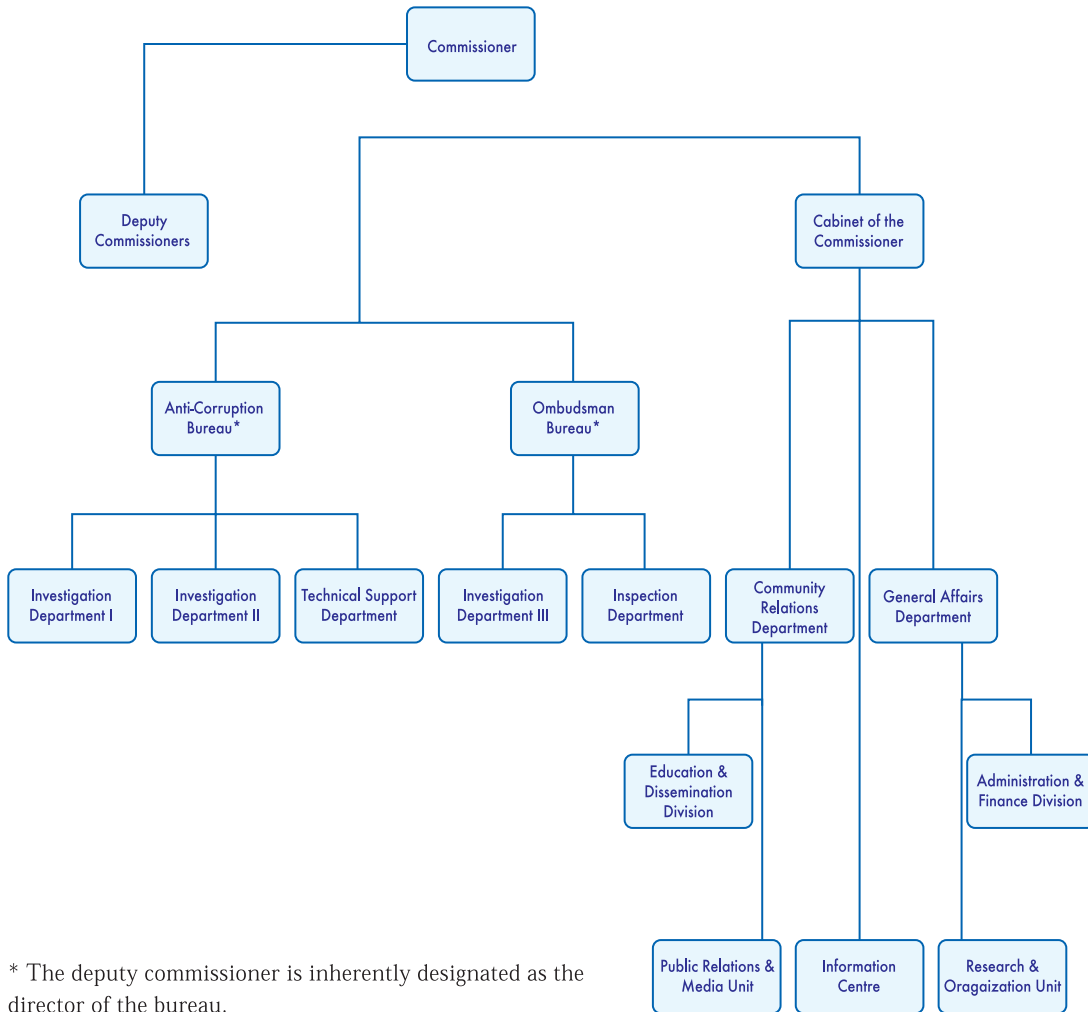 Commissioner
Deputy
Commissioners
Cabinet of the
Commissioner
Anti-Corruption
Bureau*
Ombudsman
Bureau*
Investigation
Department I
Investigation
Department II
Technical Support
Department
Investigation
Department III
Inspection
Department
Community
Relations
Department
General Affairs
Department
Education &
Dissemination
Division
Administration &
Finance Division
Public Relations &
Media Unit
Information
Centre
Research &
Oragaization Unit
* The deputy commissioner is inherently designated as the
director of the bureau.